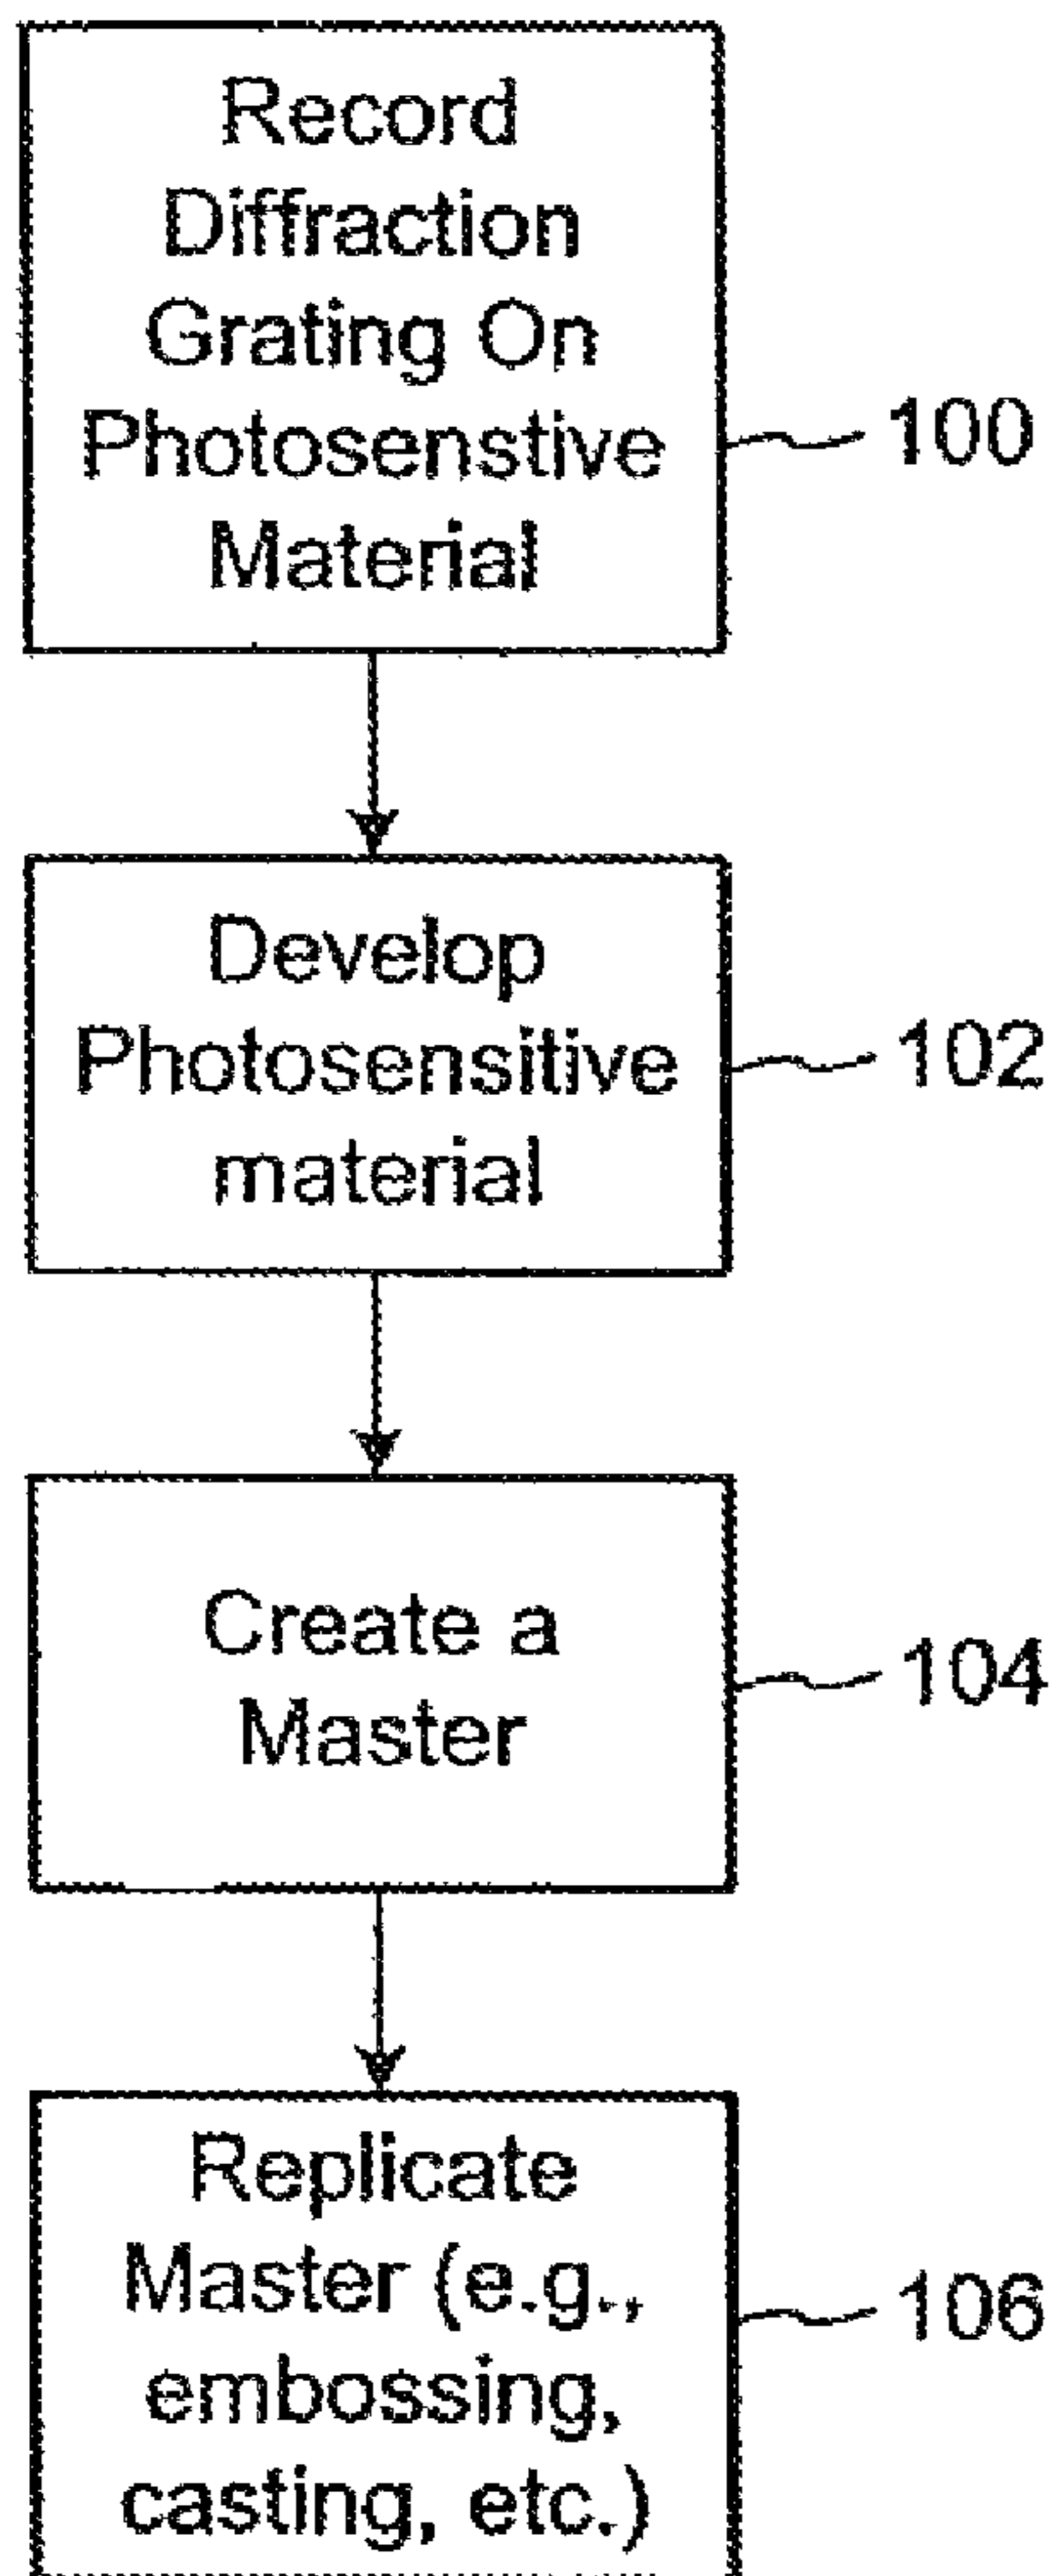 Record
Diffraction
Grating On
Photosenstive
Material
100
Develop
Photosensitive
material
102
Create a
Master
104
Replicate
Master (e.g.,
embossing,
casting, etc.)
106